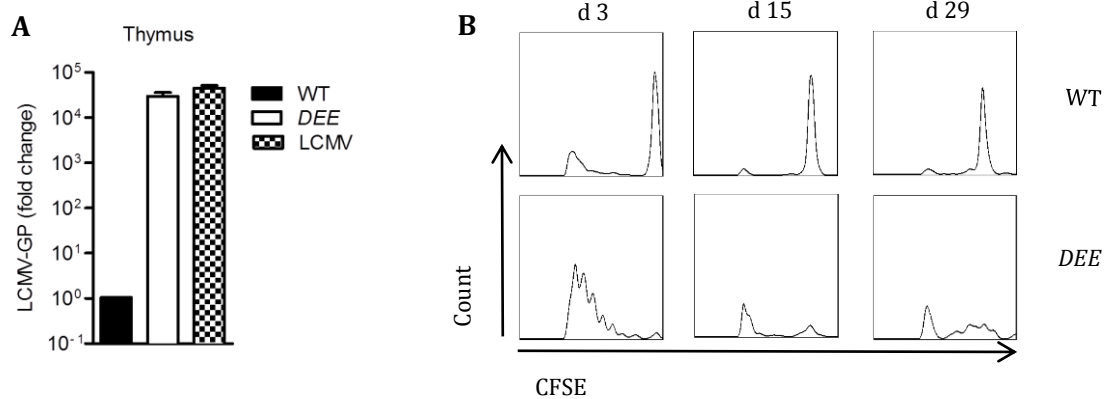 A
Thymus
LCMV-GP (fold change)
10⁵
10⁴
10³
10²
10¹
10⁰
10⁻¹
WT
DEE
LCMV
B
d 3
d 15
d 29
WT
DEE
Count
CFSE